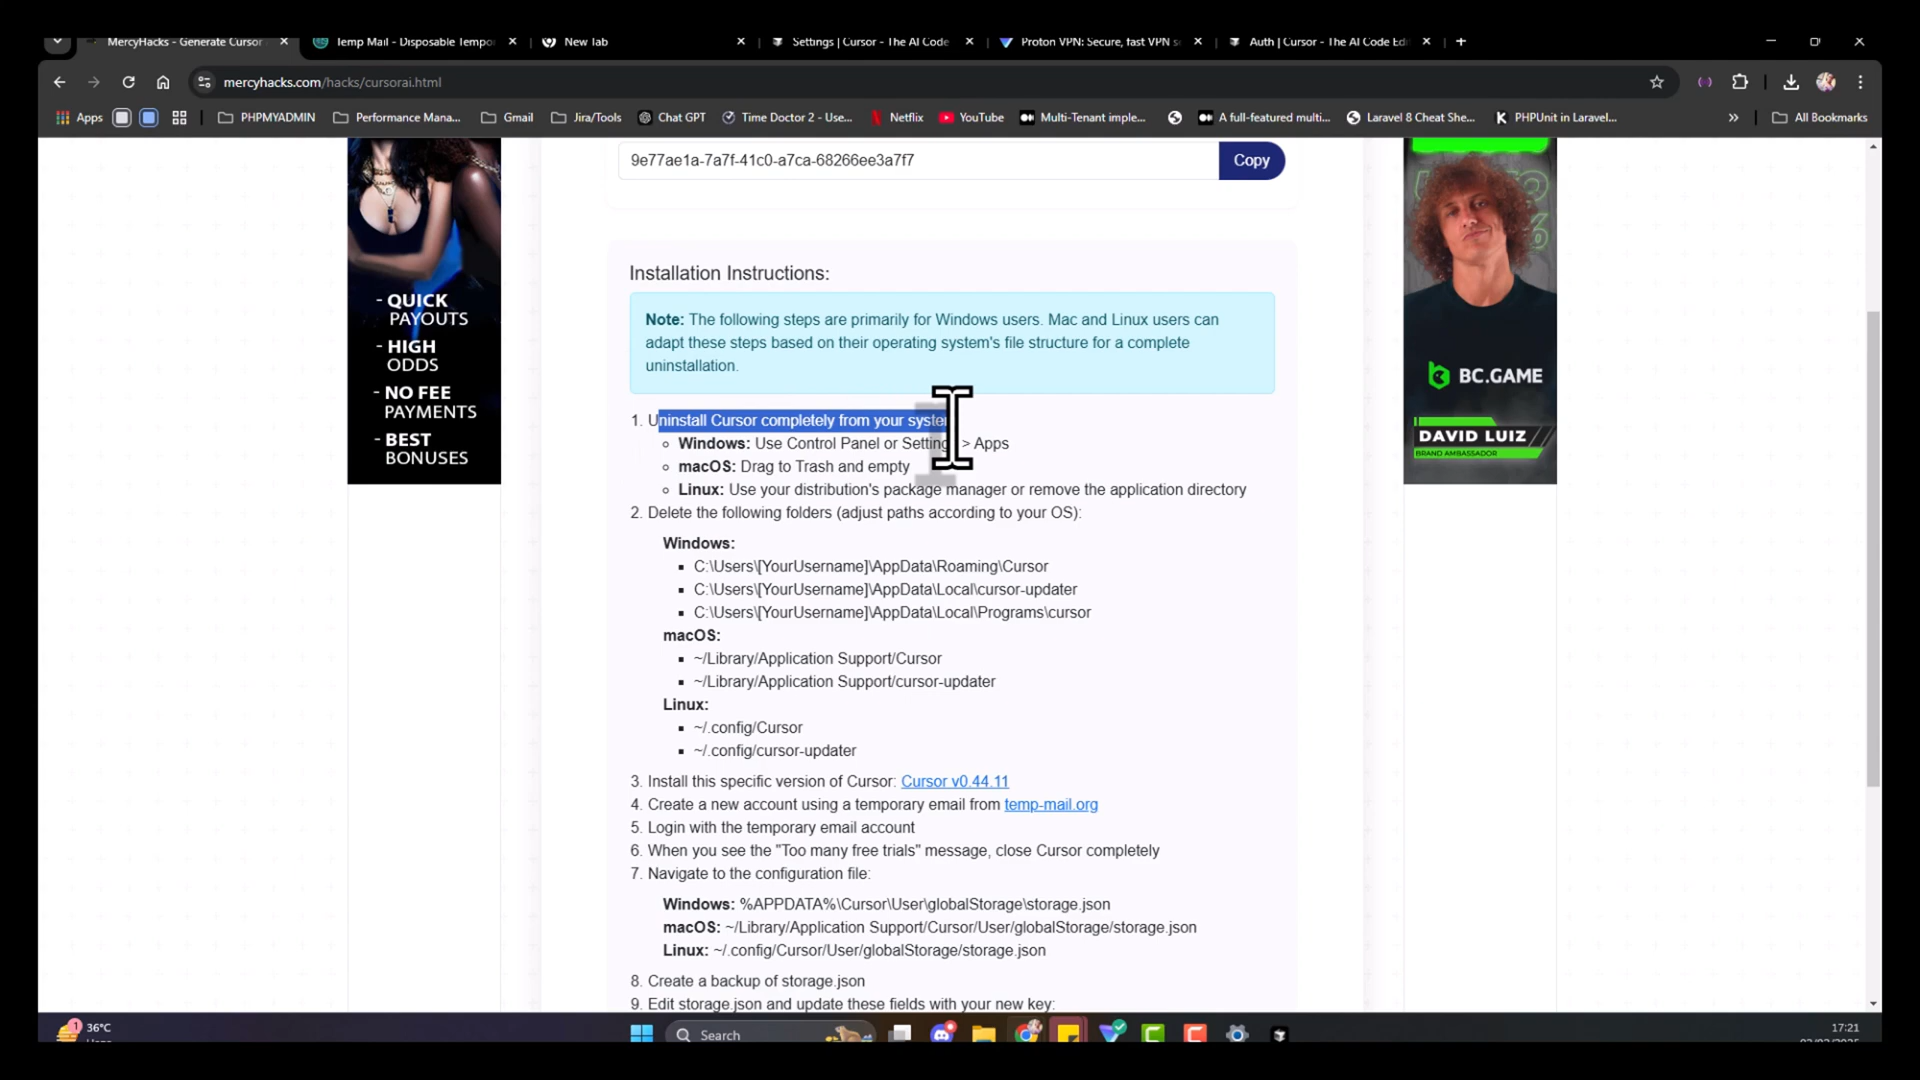 MercyHacks - Generate Cursor
Temp Mail - Disposable Tempo
New Tab
Settings | Cursor - The AI Code
Proton VPN: Secure, fast VPN s
Auth | Cursor - The AI Code Edi
mercyhacks.com/hacks/cursorai.html
Apps
PHPMYADMIN
Performance Mana...
Gmail
Jira/Tools
Chat GPT
Time Doctor 2 - Use...
Netflix
YouTube
Multi-Tenant imple...
A full-featured multi...
Laravel 8 Cheat She...
PHPUnit in Laravel...
All Bookmarks
9e77ae1a-7a7f-41c0-a7ca-68266ee3a7f7
Copy
- QUICK
PAYOUTS
- HIGH
ODDS
- NO FEE
PAYMENTS
- BEST
BONUSES
Installation Instructions:
Note: The following steps are primarily for Windows users. Mac and Linux users can
adapt these steps based on their operating system's file structure for a complete
uninstallation.
1. Uninstall Cursor completely from your system
Windows: Use Control Panel or Settings > Apps
macOS: Drag to Trash and empty
Linux: Use your distribution's package manager or remove the application directory
2. Delete the following folders (adjust paths according to your OS):
Windows:
C:\Users\[YourUsername]\AppData\Roaming\Cursor
C:\Users\[YourUsername]\AppData\Local\cursor-updater
C:\Users\[YourUsername]\AppData\Local\Programs\cursor
macOS:
~/Library/Application Support/Cursor
~/Library/Application Support/cursor-updater
Linux:
~/.config/Cursor
~/.config/cursor-updater
3. Install this specific version of Cursor: Cursor v0.44.11
4. Create a new account using a temporary email from temp-mail.org
5. Login with the temporary email account
6. When you see the "Too many free trials" message, close Cursor completely
7. Navigate to the configuration file:
Windows: %APPDATA%\Cursor\User\globalStorage\storage.json
macOS: ~/Library/Application Support/Cursor/User/globalStorage/storage.json
Linux: ~/.config/Cursor/User/globalStorage/storage.json
8. Create a backup of storage.json
9. Edit storage.json and update these fields with your new key:
BC.GAME
DAVID LUIZ
BRAND AMBASSADOR
1
36°C
Search
17:21